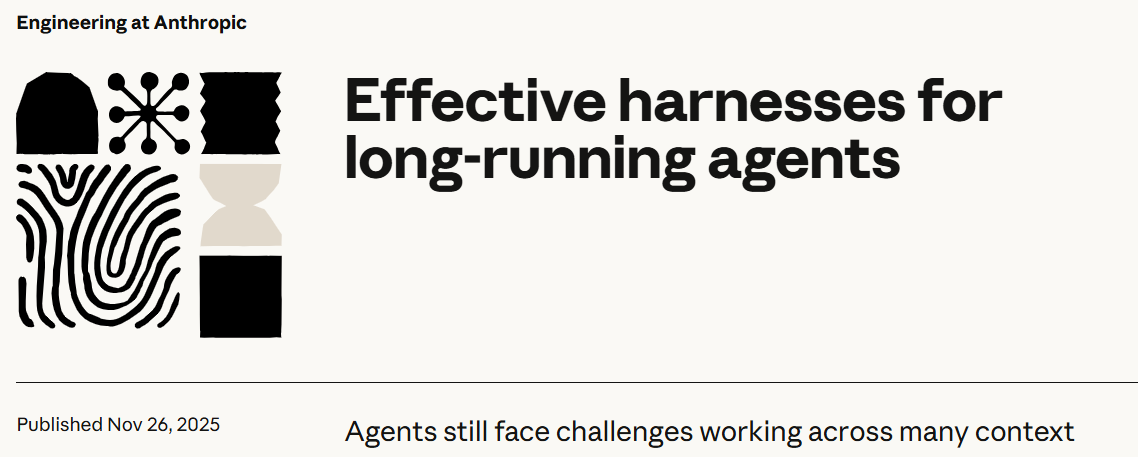 Engineering at Anthropic
Effective harnesses for
long-running agents
Published Nov 26, 2025
Agents still face challenges working across many context